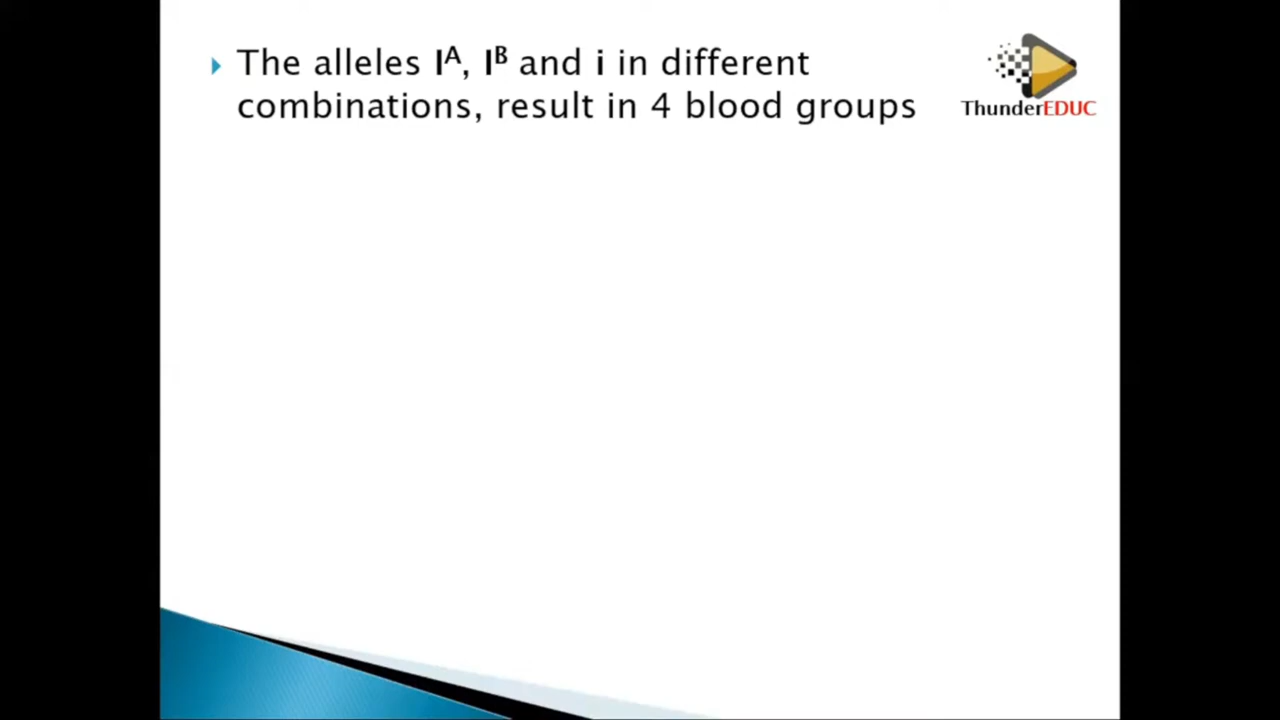 The alleles Iᴬ, Iᴮ and i in different
combinations, result in 4 blood groups
ThunderEDUC